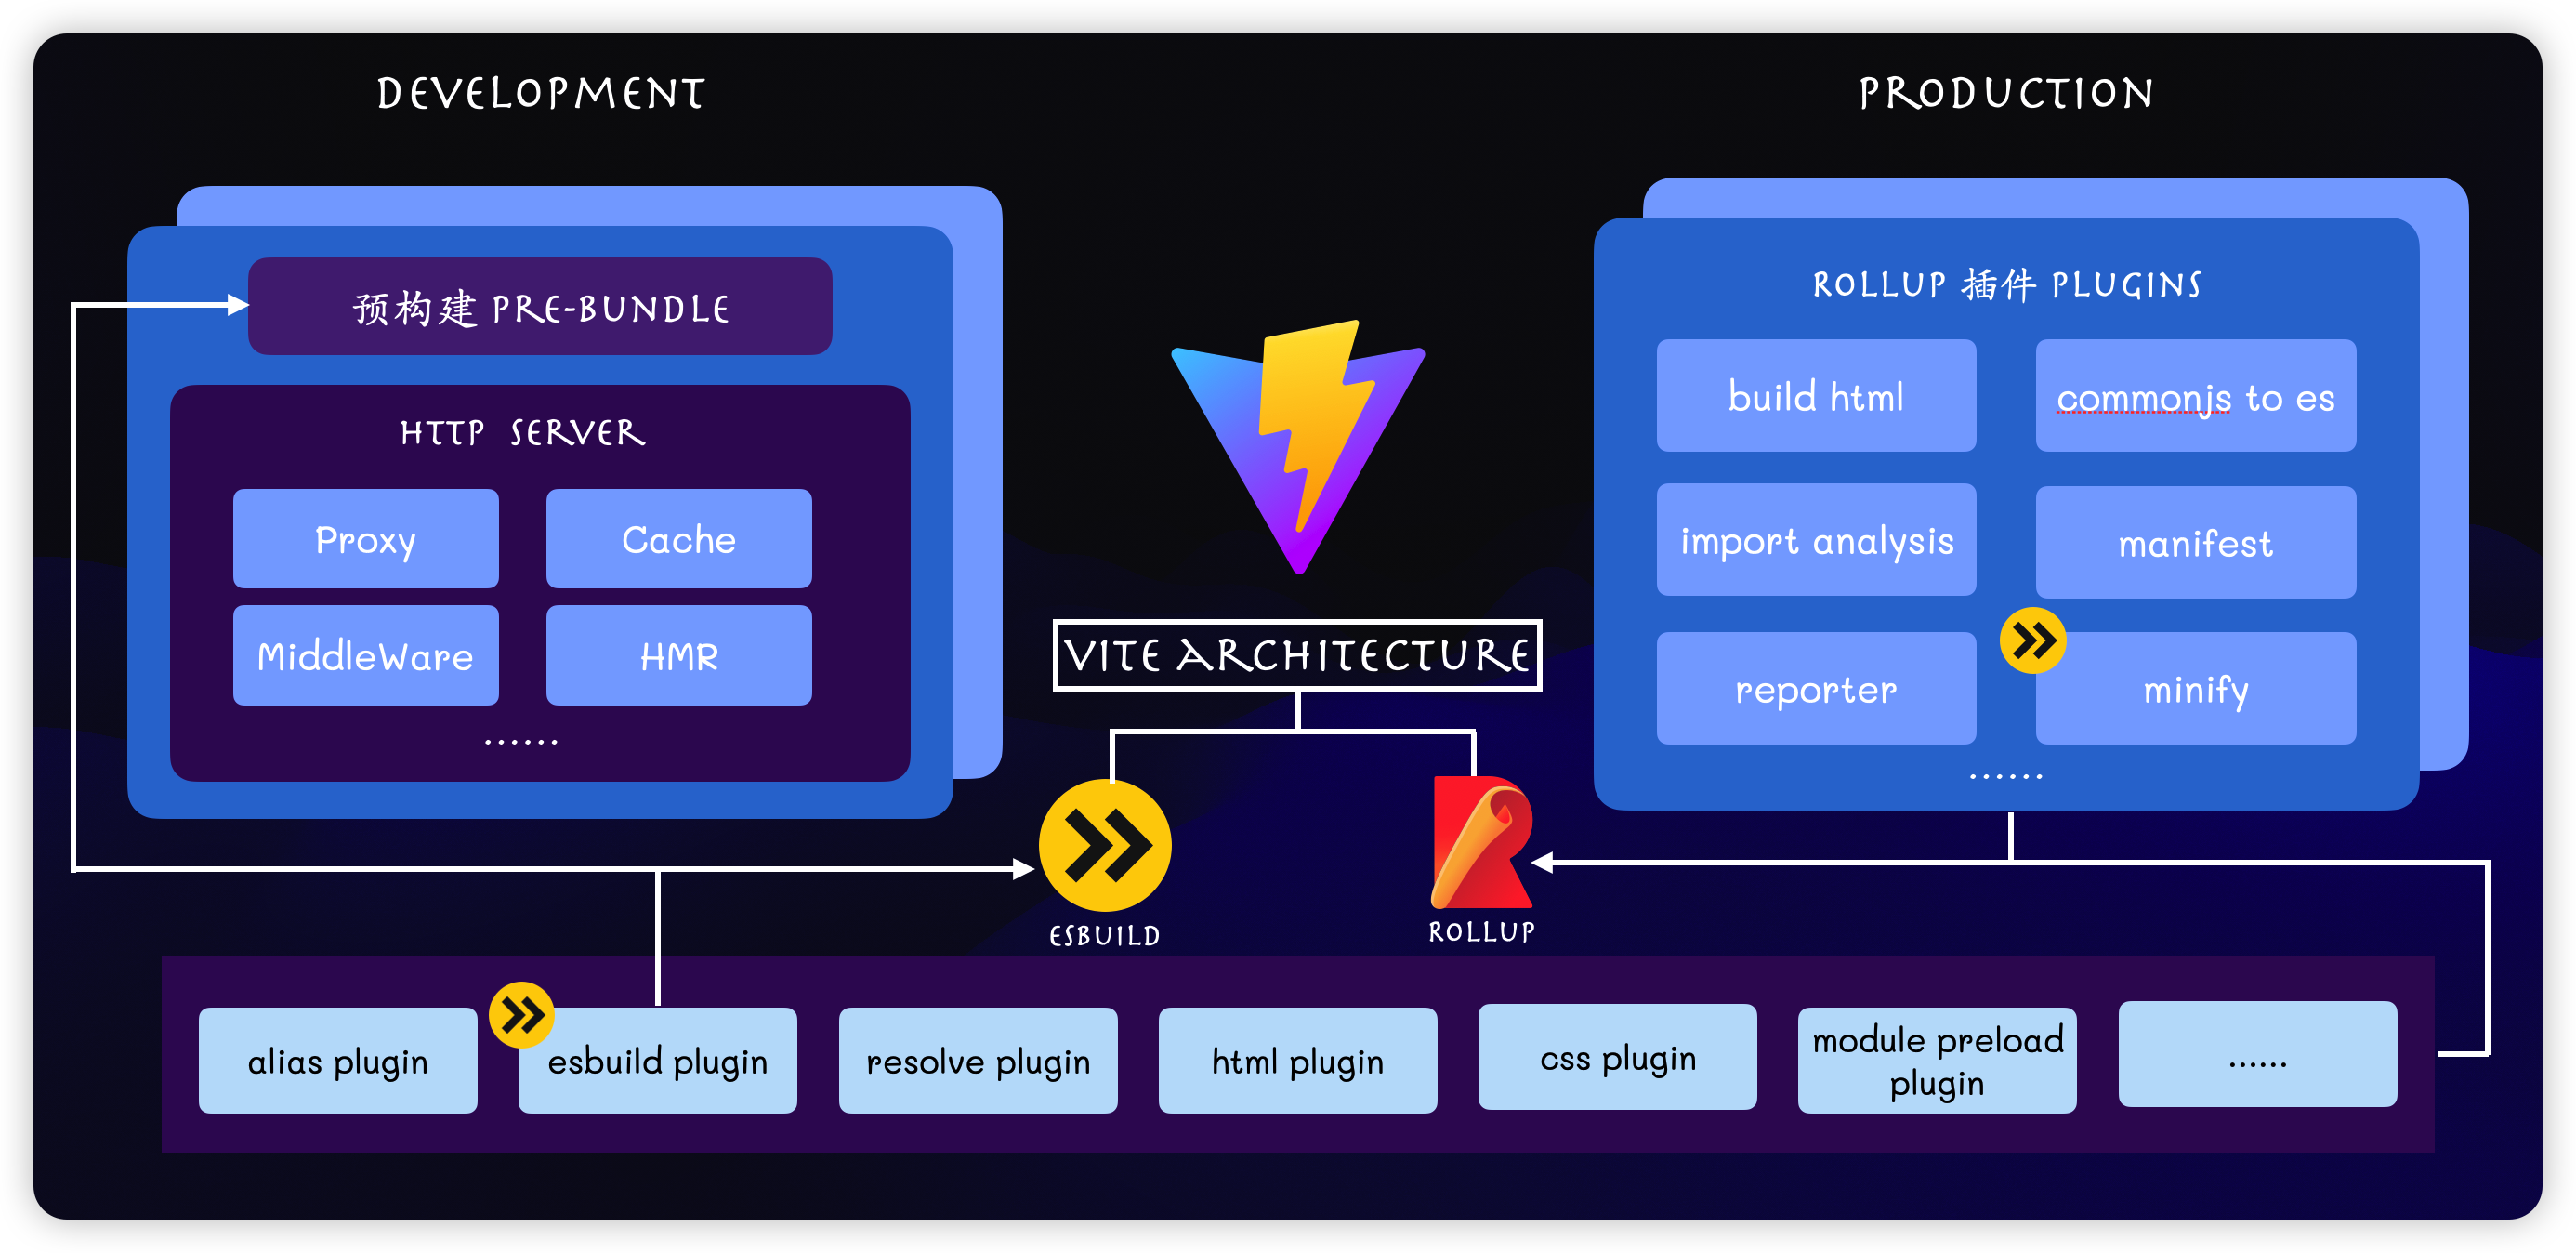 DEVELOPMENT
预构建 PRE-BUNDLE
HTTP SERVER
Proxy
Cache
MiddleWare
HMR
......
VITE ARCHITECTURE
ESBUILD
ROLLUP
PRODUCTION
ROLLUP 插件 PLUGINS
build html
commonjs to es
import analysis
manifest
reporter
minify
......
alias plugin
esbuild plugin
resolve plugin
html plugin
css plugin
module preload
plugin
......